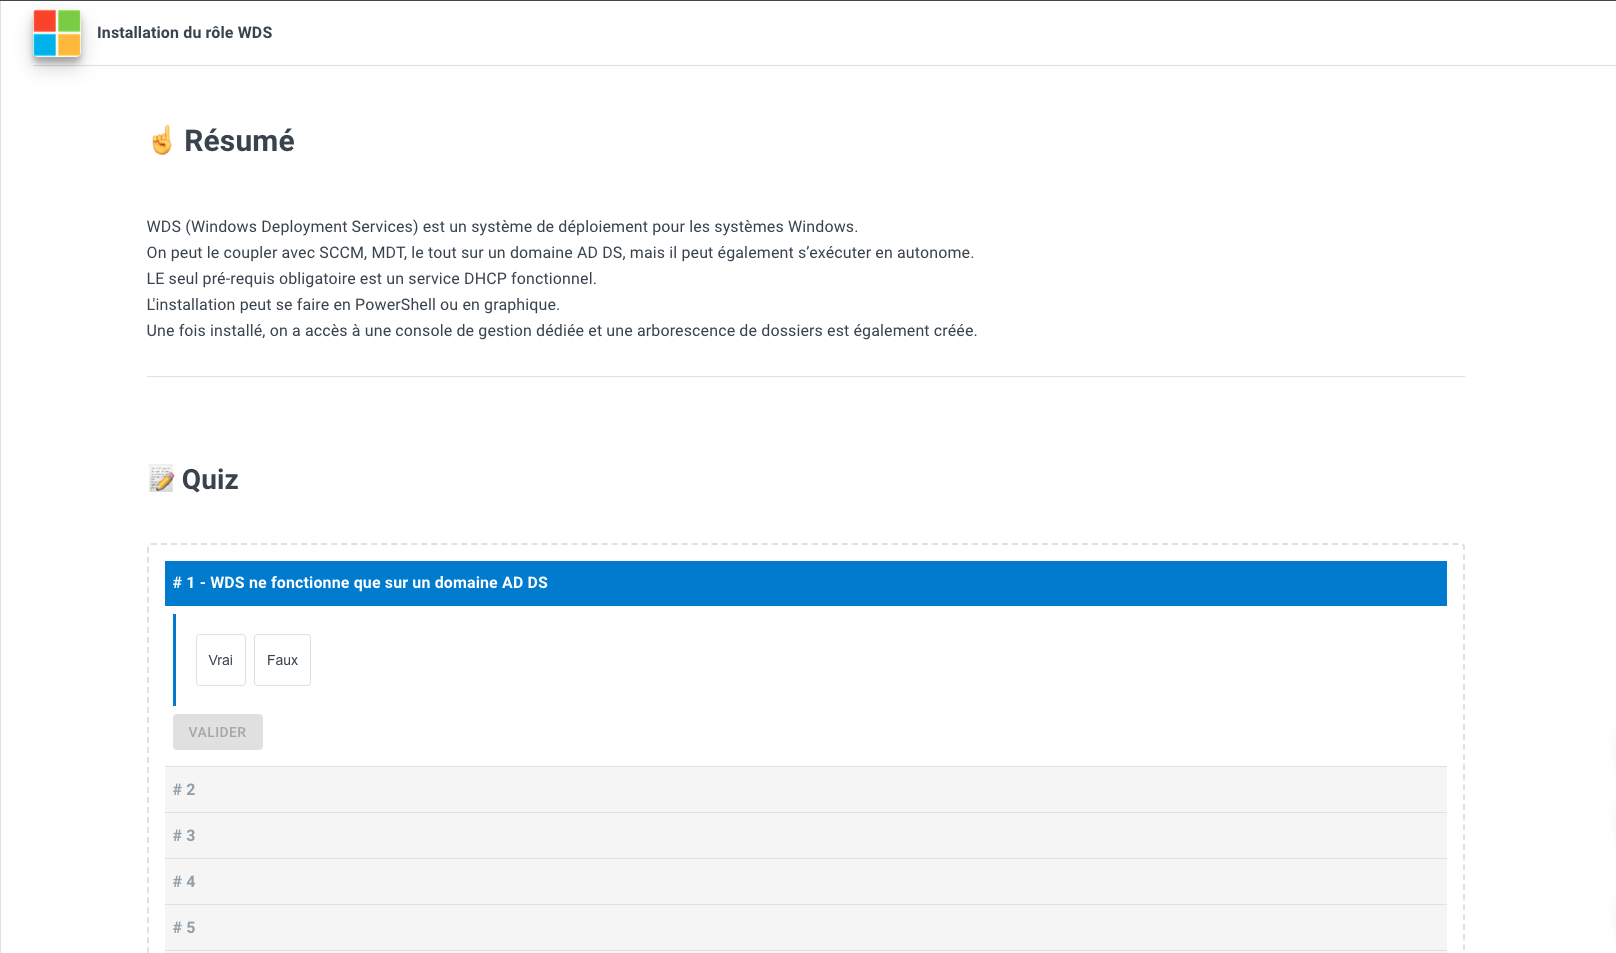 Installation du rôle WDS
Résumé
WDS (Windows Deployment Services) est un système de déploiement pour les systèmes Windows.
On peut le coupler avec SCCM, MDT, le tout sur un domaine AD DS, mais il peut également s’exécuter en autonome.
LE seul pré-requis obligatoire est un service DHCP fonctionnel.
L'installation peut se faire en PowerShell ou en graphique.
Une fois installé, on a accès à une console de gestion dédiée et une arborescence de dossiers est également créée.
Quiz
# 1 - WDS ne fonctionne que sur un domaine AD DS
Vrai Faux
VALIDER
# 2
# 3
# 4
# 5